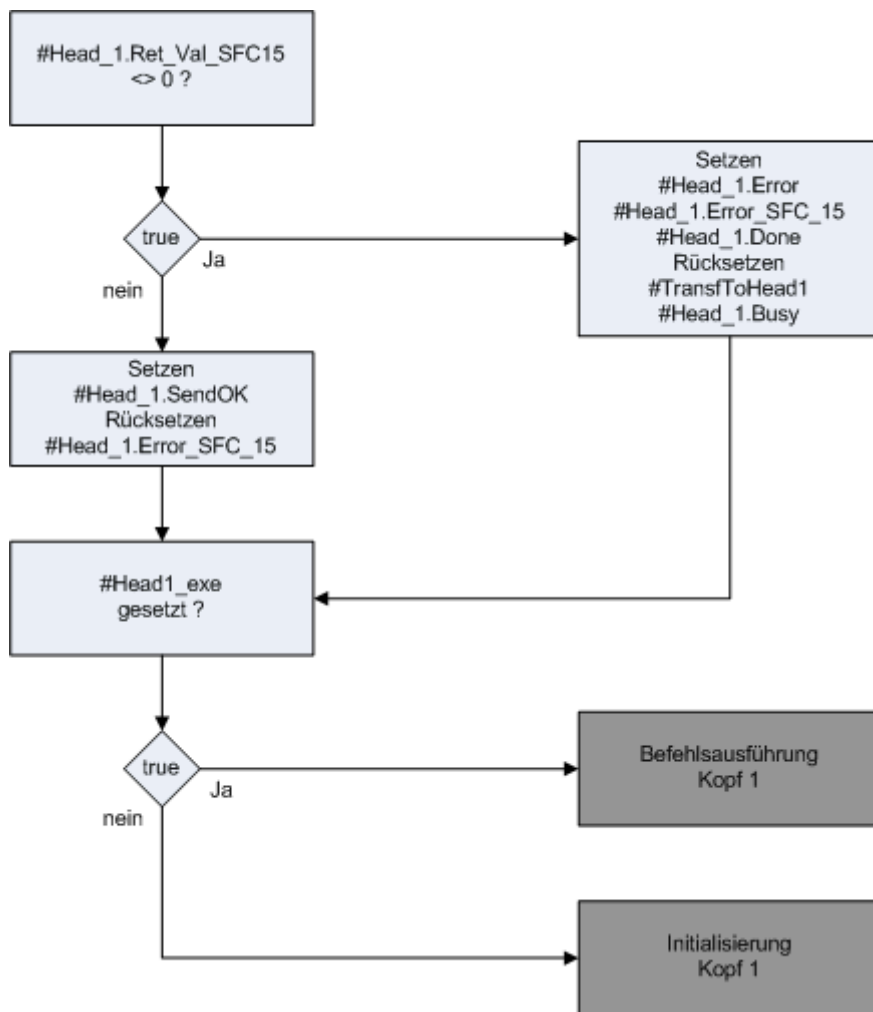 #Head_1.Ret_Val_SFC15
<> 0 ?
true
Ja
nein
Setzen
#Head_1.Error
#Head_1.Error_SFC_15
#Head_1.Done
Rücksetzen
#TransfToHead1
#Head_1.Busy
Setzen
#Head_1.SendOK
Rücksetzen
#Head_1.Error_SFC_15
#Head1_exe
gesetzt ?
true
Ja
nein
Befehlsausführung
Kopf 1
Initialisierung
Kopf 1